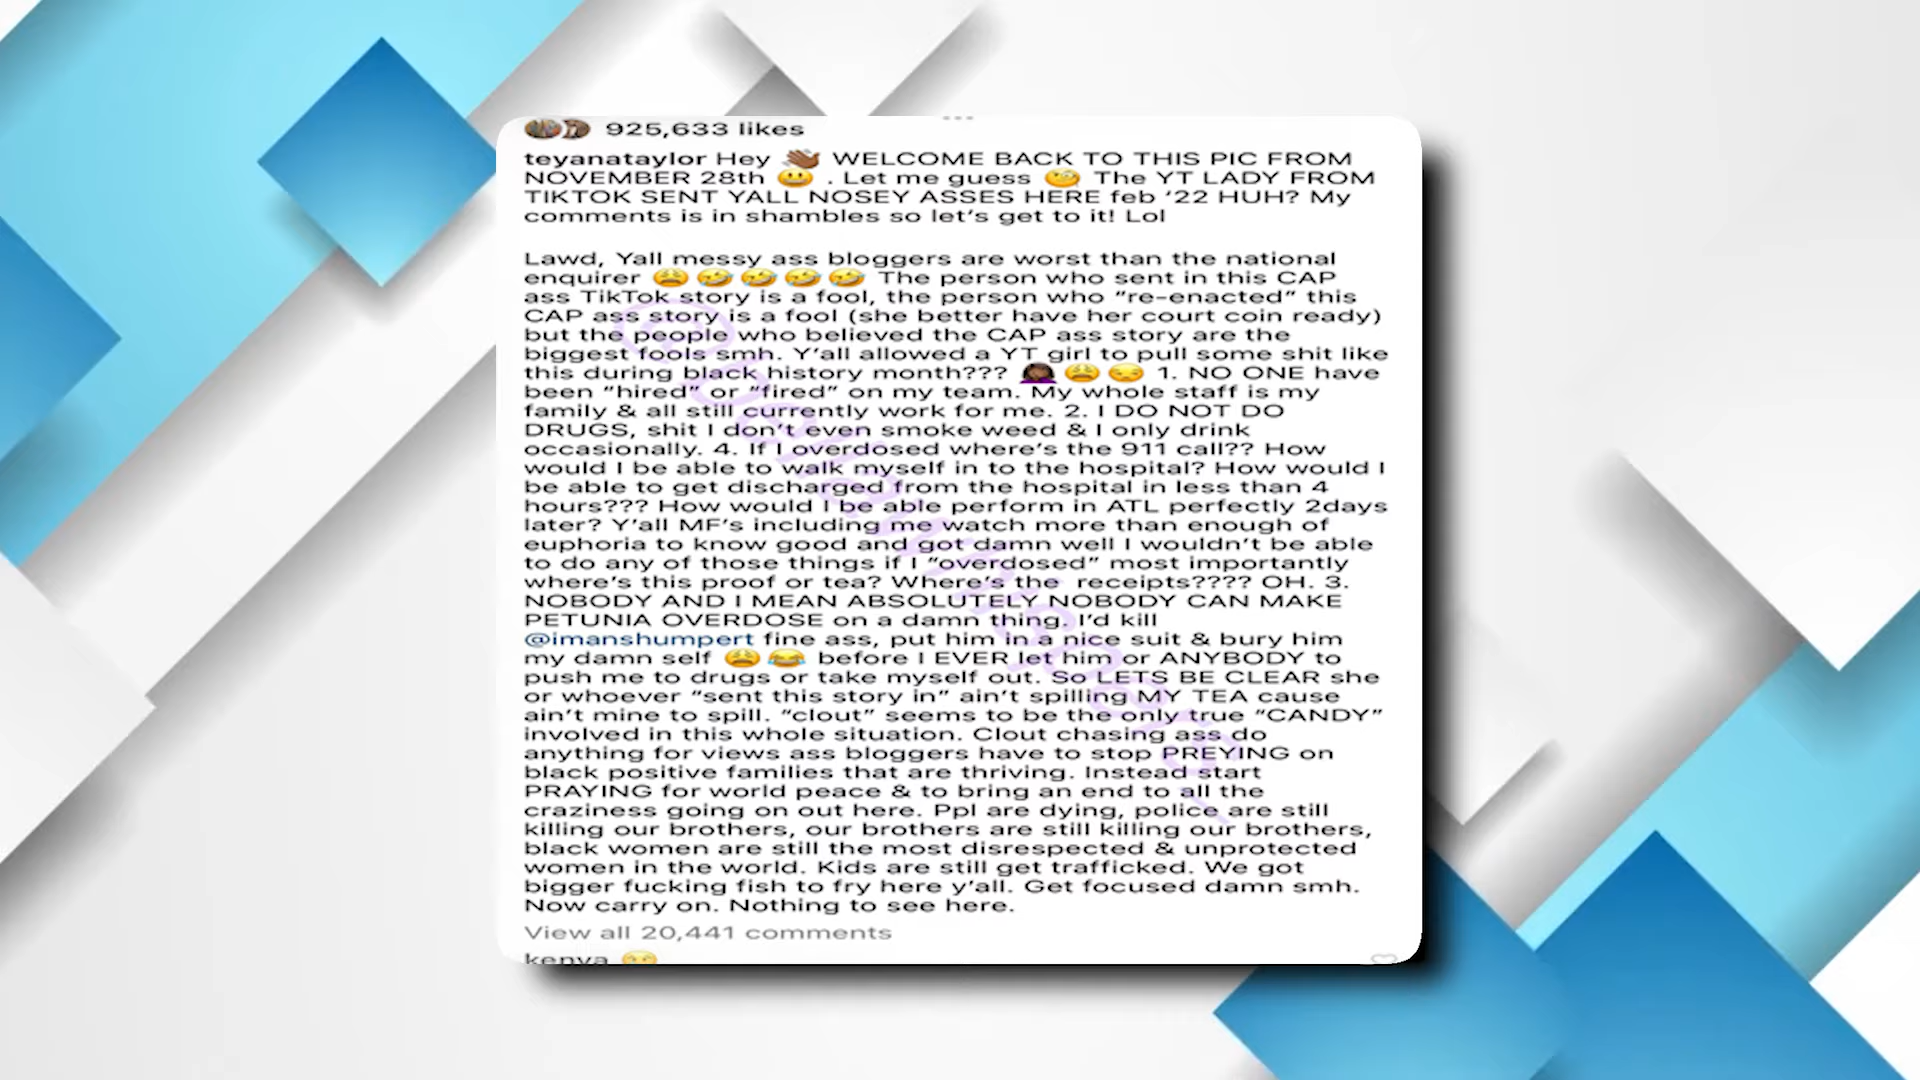 925,633 likes
teyanataylor Hey 👋🏾 WELCOME BACK TO THIS PIC FROM
NOVEMBER 28th 😃 . Let me guess 🧐 The YT LADY FROM
TIKTOK SENT YALL NOSEY ASSES HERE feb ‘22 HUH? My
comments is in shambles so let’s get to it! Lol
Lawd, Yall messy ass bloggers are worst than the national
enquirer 😩🤣🤣🤣🤣 The person who sent in this CAP
ass TikTok story is a fool, the person who “re-enacted” this
CAP ass story is a fool (she better have her court coin ready)
but the people who believed the CAP ass story are the
biggest fools smh. Y’all allowed a YT girl to pull some shit like
this during black history month??? 🤦🏾‍♀️😩😒 1. NO ONE have
been “hired” or “fired” on my team. My whole staff is my
family & all still currently work for me. 2. I DO NOT DO
DRUGS, shit I don’t even smoke weed & I only drink
occasionally. 4. If I overdosed where’s the 911 call?? How
would I be able to walk myself in to the hospital? How would I
be able to get discharged from the hospital in less than 4
hours??? How would I be able perform in ATL perfectly 2days
later? Y’all MF’s including me watch more than enough of
euphoria to know good and got damn well I wouldn’t be able
to do any of those things if I “overdosed” most importantly
where’s this proof or tea? Where’s the receipts???? OH. 3.
NOBODY AND I MEAN ABSOLUTELY NOBODY CAN MAKE
PETUNIA OVERDOSE on a damn thing. I’d kill
@imanshumpert fine ass, put him in a nice suit & bury him
my damn self 😩😂 before I EVER let him or ANYBODY to
push me to drugs or take myself out. So LETS BE CLEAR she
or whoever “sent this story in” ain’t spilling MY TEA cause
ain’t mine to spill. “clout” seems to be the only true “CANDY”
involved in this whole situation. Clout chasing ass do
anything for views ass bloggers have to stop PREYING on
black positive families that are thriving. Instead start
PRAYING for world peace & to bring an end to all the
craziness going on out here. Ppl are dying, police are still
killing our brothers, our brothers are still killing our brothers,
black women are still the most disrespected & unprotected
women in the world. Kids are still get trafficked. We got
bigger fucking fish to fry here y’all. Get focused damn smh.
Now carry on. Nothing to see here.
View all 20,441 comments
kenya